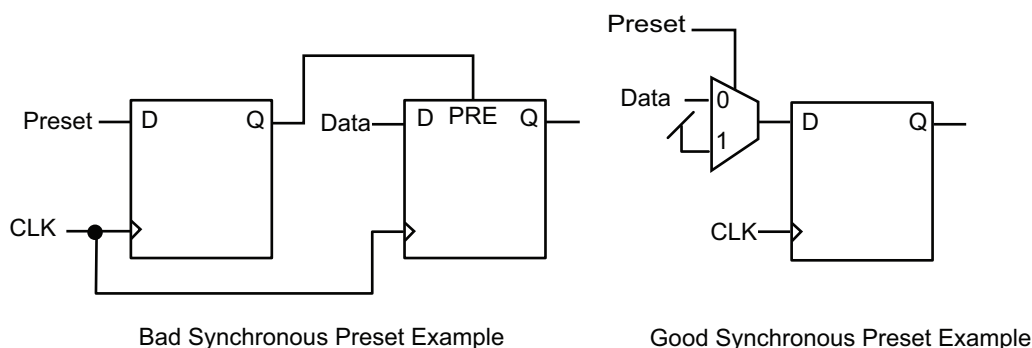 Preset
D
Q
CLK
Data
D
PRE
Q
Bad Synchronous Preset Example
Preset
Data
0
1
D
Q
CLK
Good Synchronous Preset Example